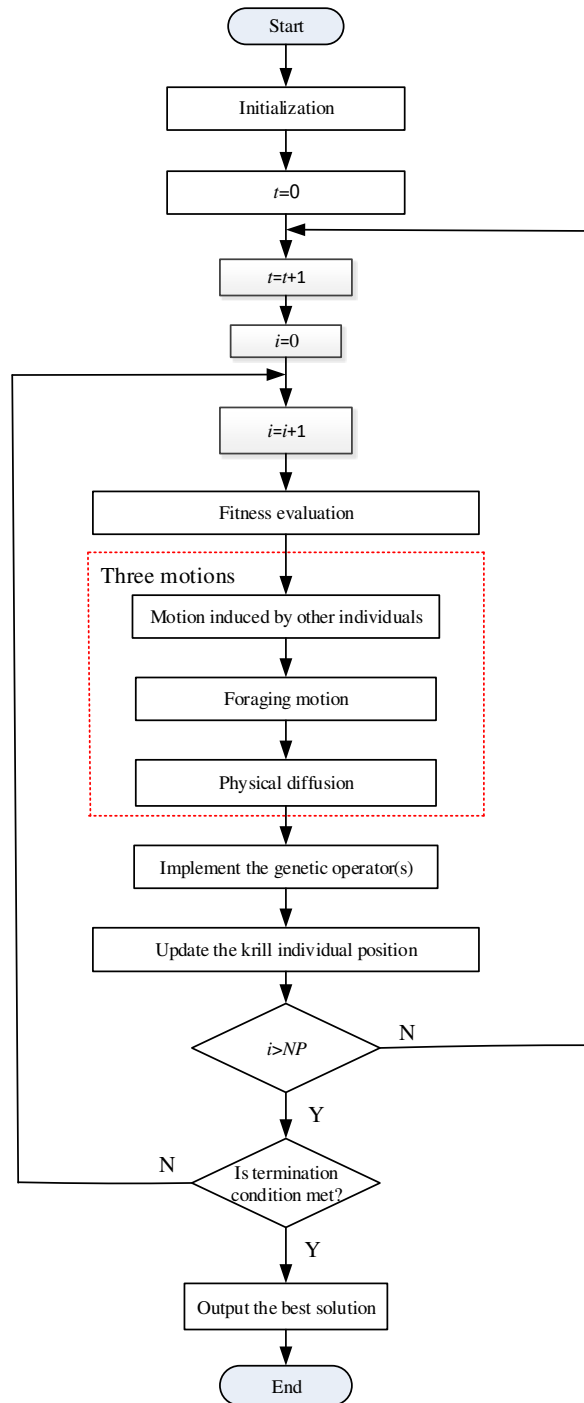 Start
Initialization
t=0
t=t+1
i=0
i=i+1
Fitness evaluation
Three motions
Motion induced by other individuals
Foraging motion
Physical diffusion
Implement the genetic operator(s)
Update the krill individual position
i>NP
N
Y
N
Is termination
condition met?
Y
Output the best solution
End